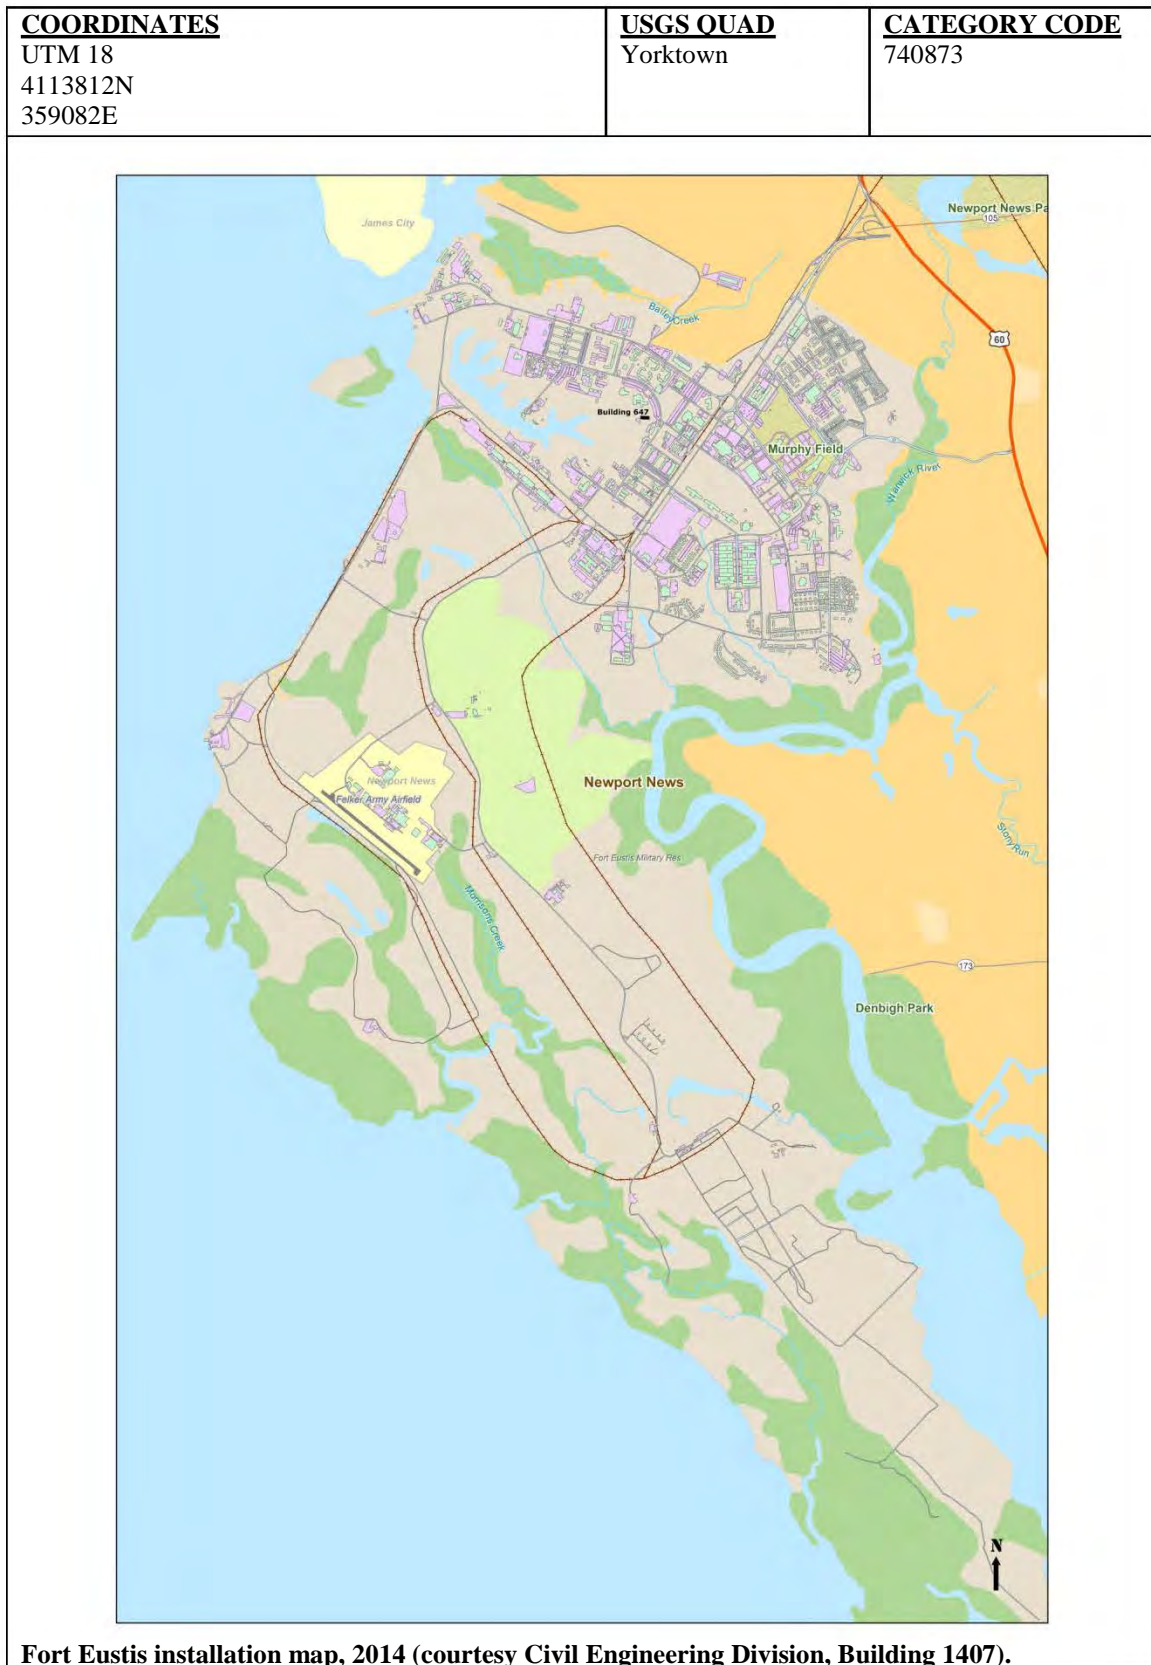 COORDINATES
UTM 18
4113812N
359082E
USGS QUAD
Yorktown
CATEGORY CODE
740873
James City
Newport News Pa
105
Bailey Creek
60
Building 647
Murphy Field
Warwick River
Newport News
Felker Army Airfield
Newport News
Stony Run
Fort Eustis Military Res
Morrisons Creek
173
Denbigh Park
N
Fort Eustis installation map, 2014 (courtesy Civil Engineering Division, Building 1407).